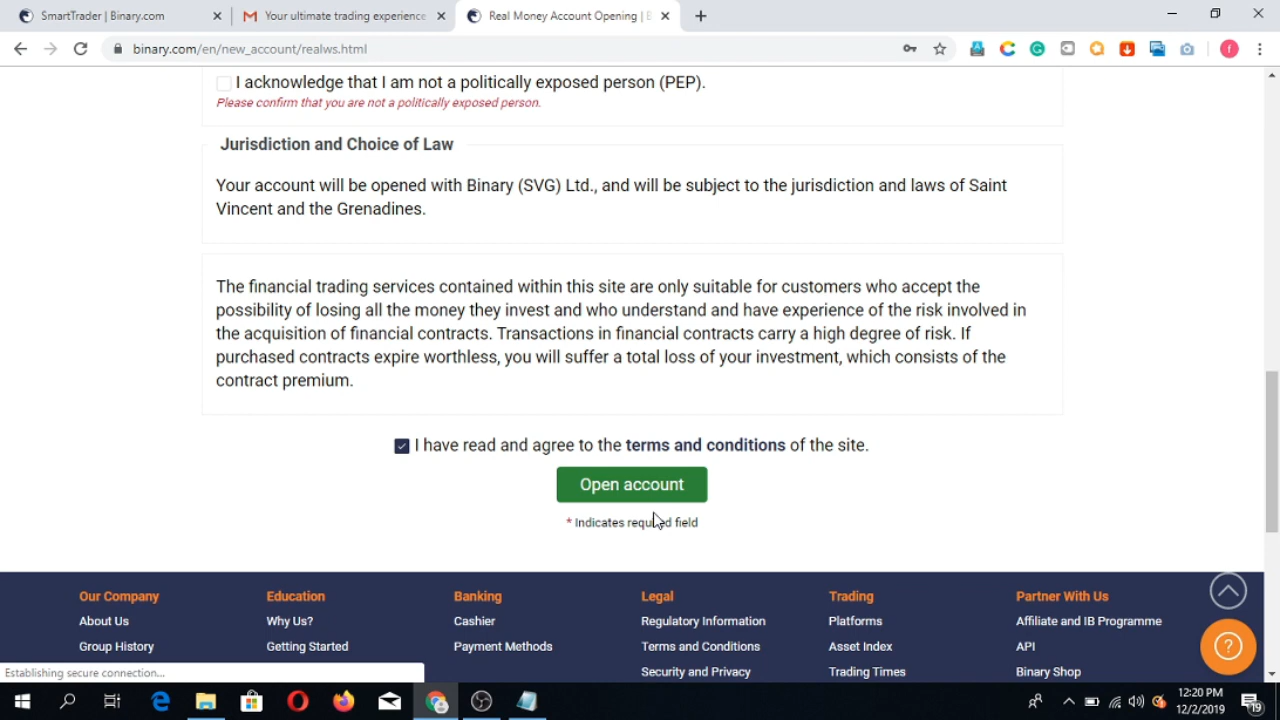 SmartTrader | Binary.com
Your ultimate trading experience
Real Money Account Opening | B
binary.com/en/new_account/realws.html
I acknowledge that I am not a politically exposed person (PEP).
Please confirm that you are not a politically exposed person.
Jurisdiction and Choice of Law
Your account will be opened with Binary (SVG) Ltd., and will be subject to the jurisdiction and laws of Saint
Vincent and the Grenadines.
The financial trading services contained within this site are only suitable for customers who accept the
possibility of losing all the money they invest and who understand and have experience of the risk involved in
the acquisition of financial contracts. Transactions in financial contracts carry a high degree of risk. If
purchased contracts expire worthless, you will suffer a total loss of your investment, which consists of the
contract premium.
I have read and agree to the terms and conditions of the site.
Open account
* Indicates required field
Our Company Education Banking Legal Trading Partner With Us
About Us Why Us? Cashier Regulatory Information Platforms Affiliate and IB Programme
Group History Getting Started Payment Methods Terms and Conditions Asset Index API
Security and Privacy Trading Times Binary Shop
Establishing secure connection...
12:20 PM
12/2/2019
19